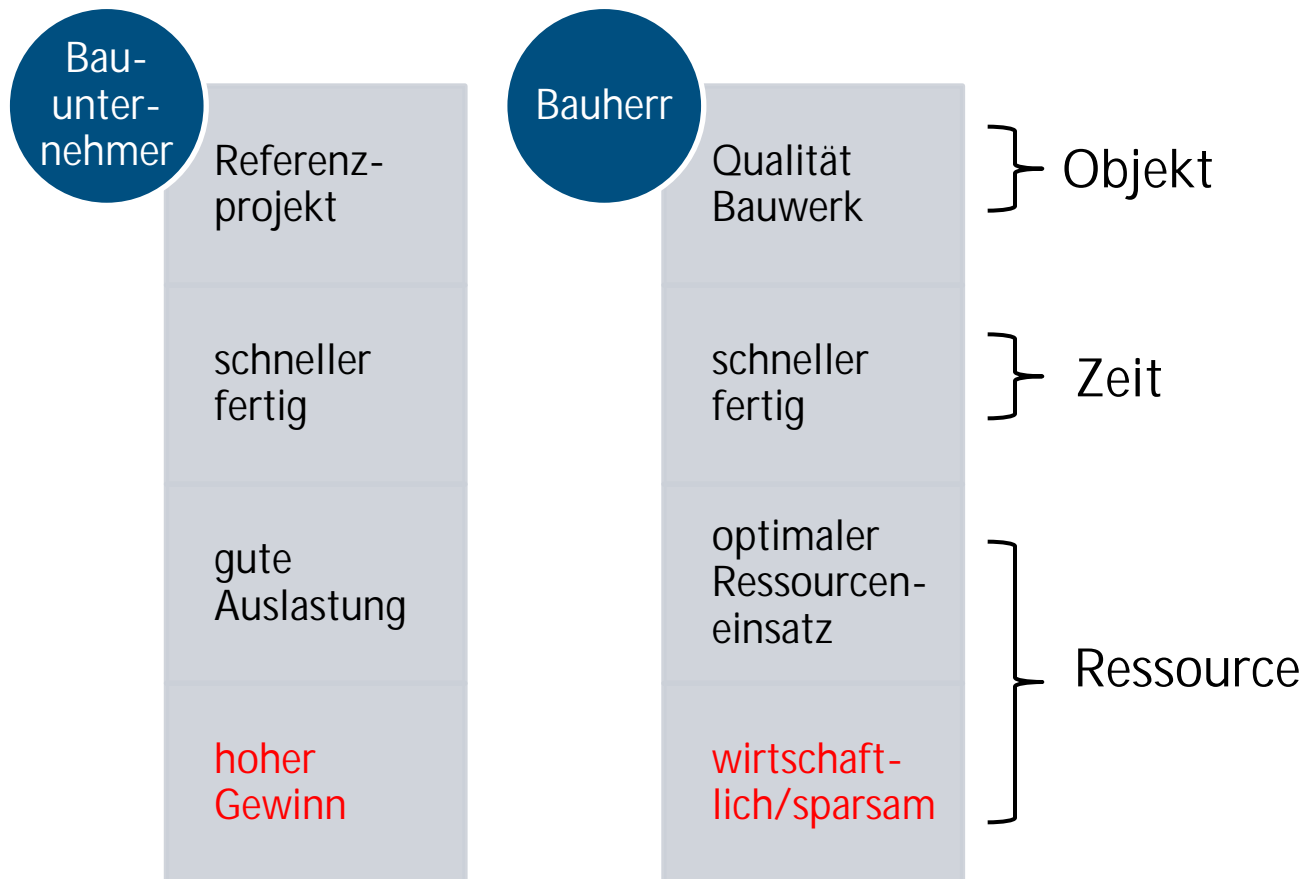 Bau-
unter-
nehmer
Referenz-
projekt
schneller
fertig
gute
Auslastung
hoher
Gewinn
Bauherr
Qualität
Bauwerk
schneller
fertig
optimaler
Ressourcen-
einsatz
wirtschaft-
lich/sparsam
Objekt
Zeit
Ressource